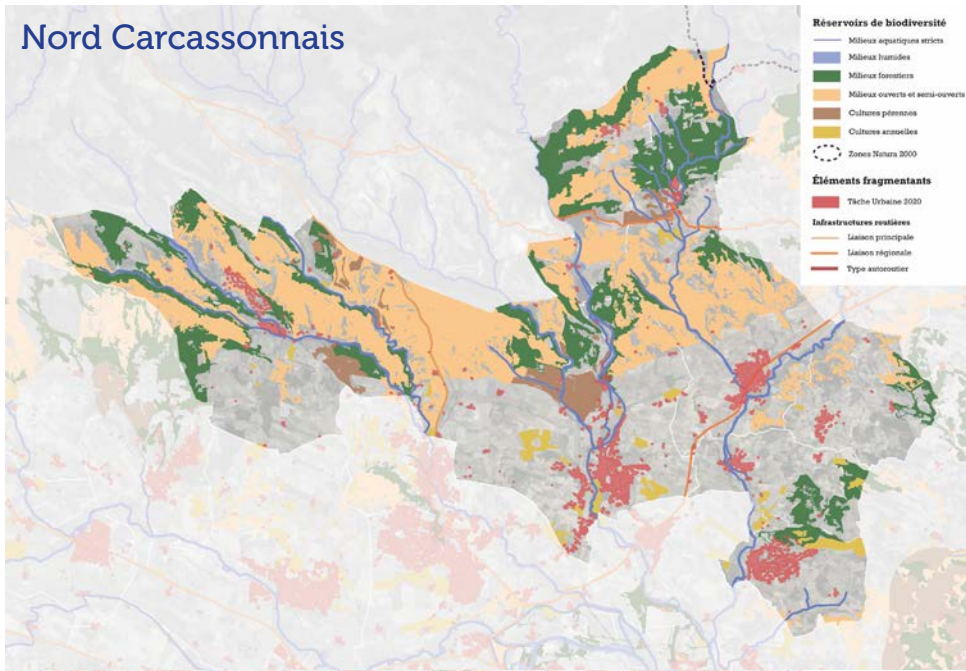 Nord Carcassonnais
Réservoirs de biodiversité
Milieux aquatiques stricts
Milieux humides
Milieux forestiers
Milieux ouverts et semi-ouverts
Cultures pérennes
Cultures annuelles
Zones Natura 2000
Éléments fragmentants
Tâche Urbaine 2020
Infrastructures routières
Liaison principale
Liaison régionale
Type autoroutier